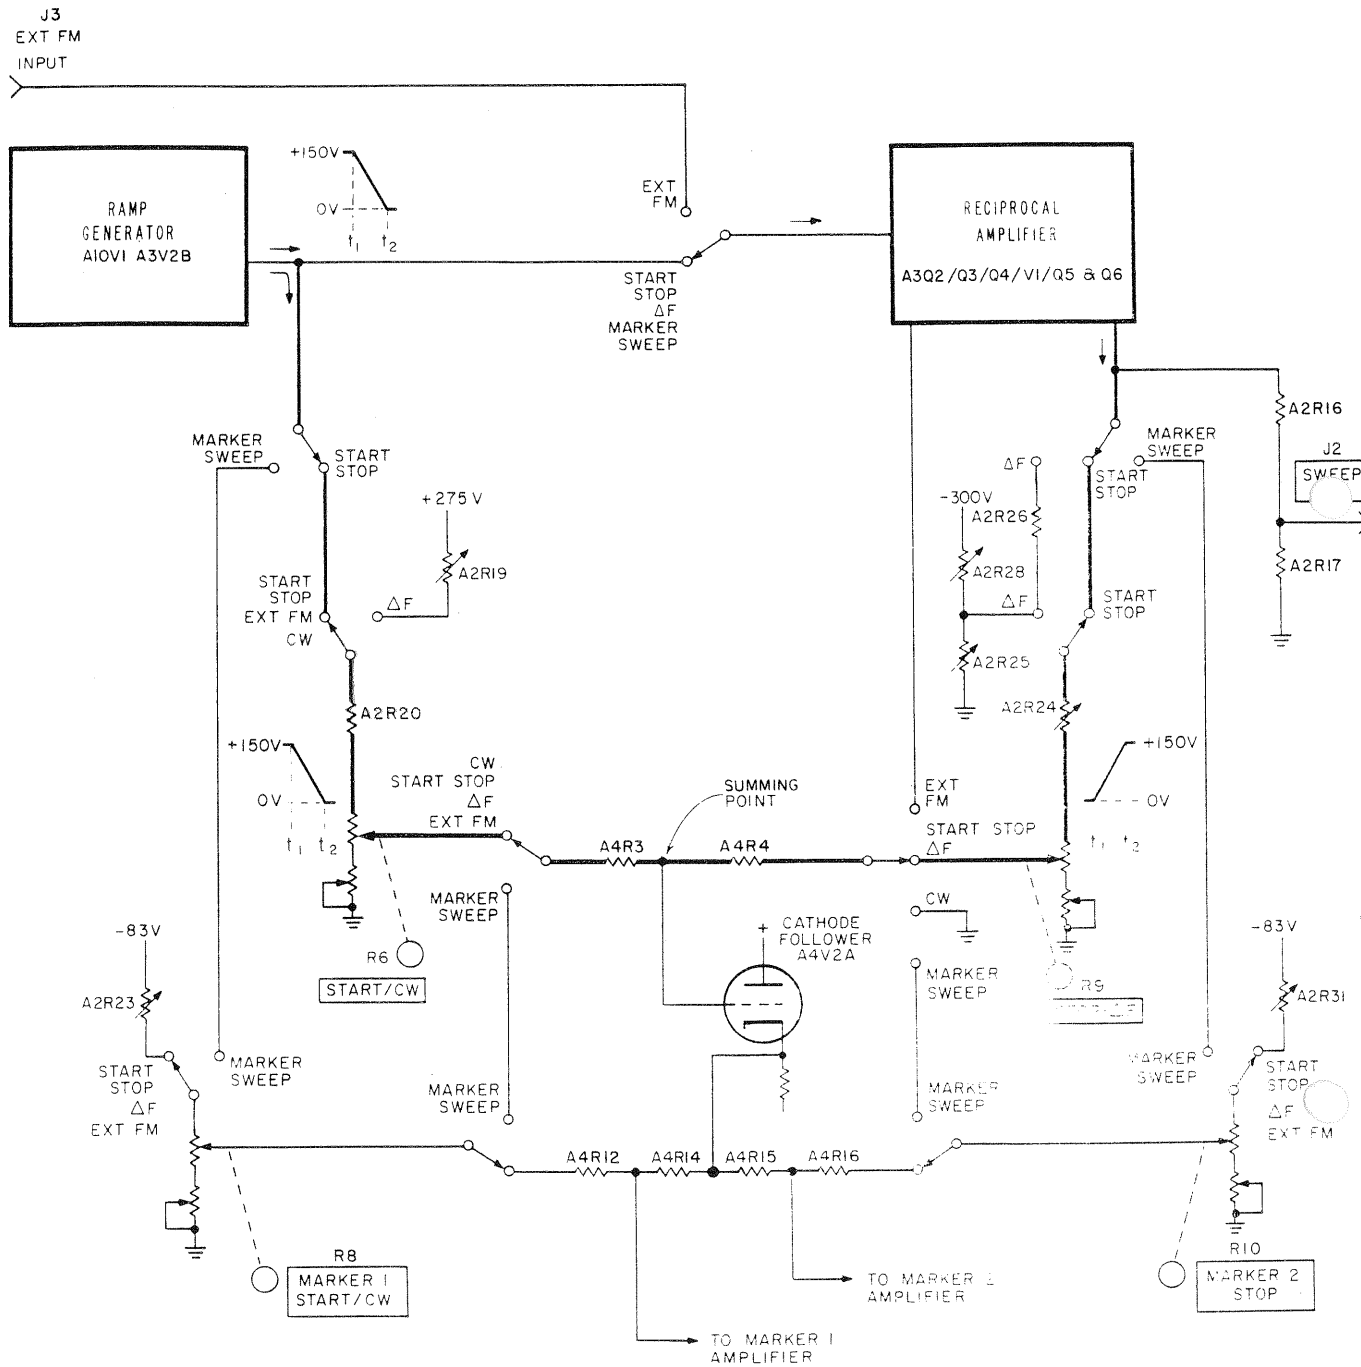 J3
EXT FM
INPUT
+150V
0V
t1 t2
RAMP
GENERATOR
A10V1 A3V2B
EXT
FM
START
STOP
ΔF
MARKER
SWEEP
RECIPROCAL
AMPLIFIER
A3Q2/Q3/Q4/V1/Q5 & Q6
A2R16
J2
SWEEP
A2R17
MARKER
SWEEP
START
STOP
+275V
A2R19
START
STOP
EXT FM
CW
ΔF
A2R20
ΔF
-300V
A2R26
A2R28
ΔF
A2R25
MARKER
SWEEP
START
STOP
START
STOP
A2R24
+150V
0V
t1 t2
CW
START STOP
ΔF
EXT FM
SUMMING
POINT
EXT
FM
START STOP
ΔF
+150V
0V
t1 t2
A4R3
A4R4
MARKER
SWEEP
CW
R6
START/CW
+
CATHODE
FOLLOWER
A4V2A
MARKER
SWEEP
R9
-83V
A2R23
START
STOP
ΔF
EXT FM
MARKER
SWEEP
MARKER
SWEEP
MARKER
SWEEP
MARKER
SWEEP
-83V
A2R31
START
STOP
ΔF
EXT FM
A4R12
A4R14
A4R15
A4R16
R8
MARKER 1
START/CW
R10
MARKER 2
STOP
TO MARKER 2
AMPLIFIER
TO MARKER 1
AMPLIFIER